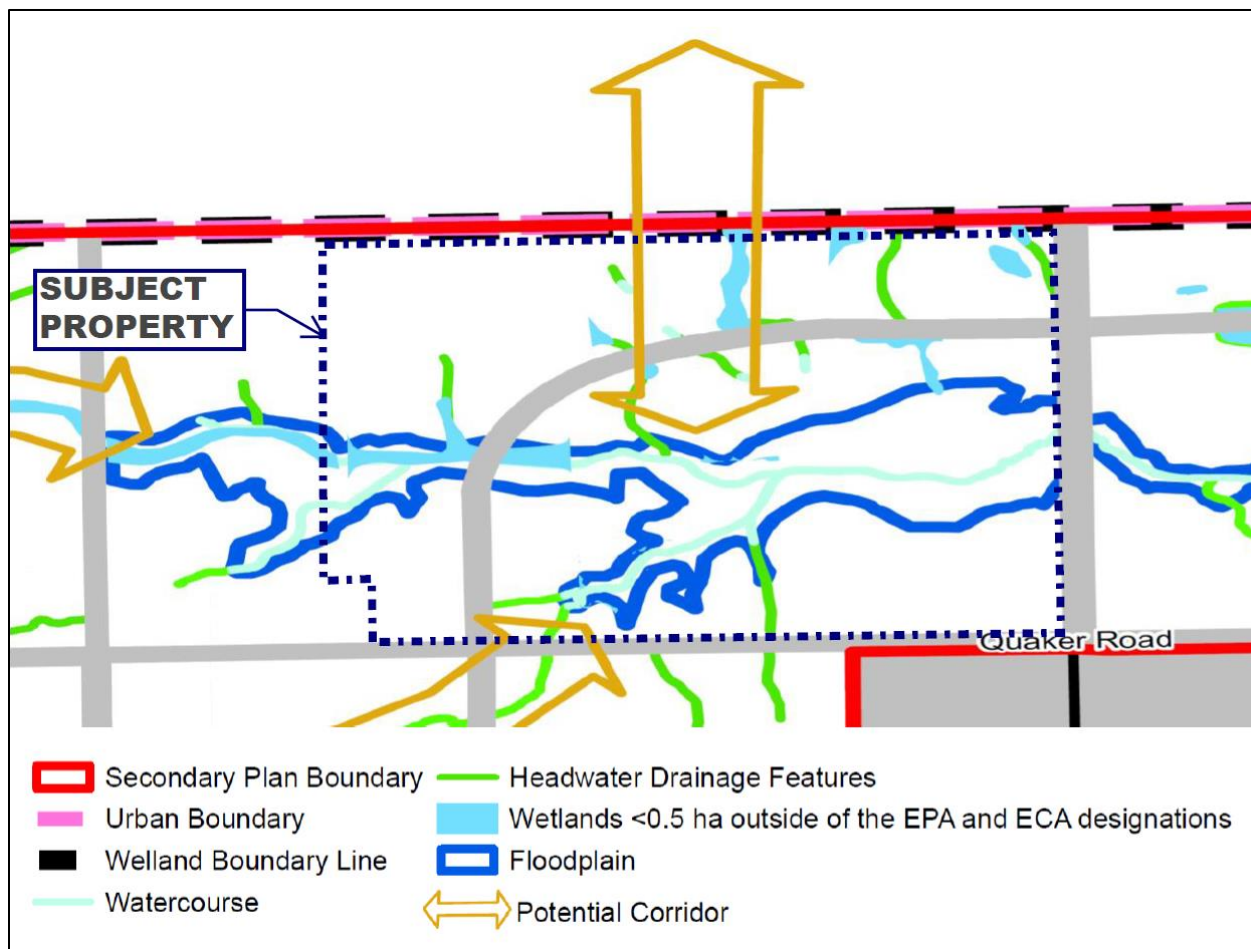 SUBJECT
PROPERTY
Quaker Road
Secondary Plan Boundary
Urban Boundary
Welland Boundary Line
Watercourse
Headwater Drainage Features
Wetlands <0.5 ha outside of the EPA and ECA designations
Floodplain
Potential Corridor